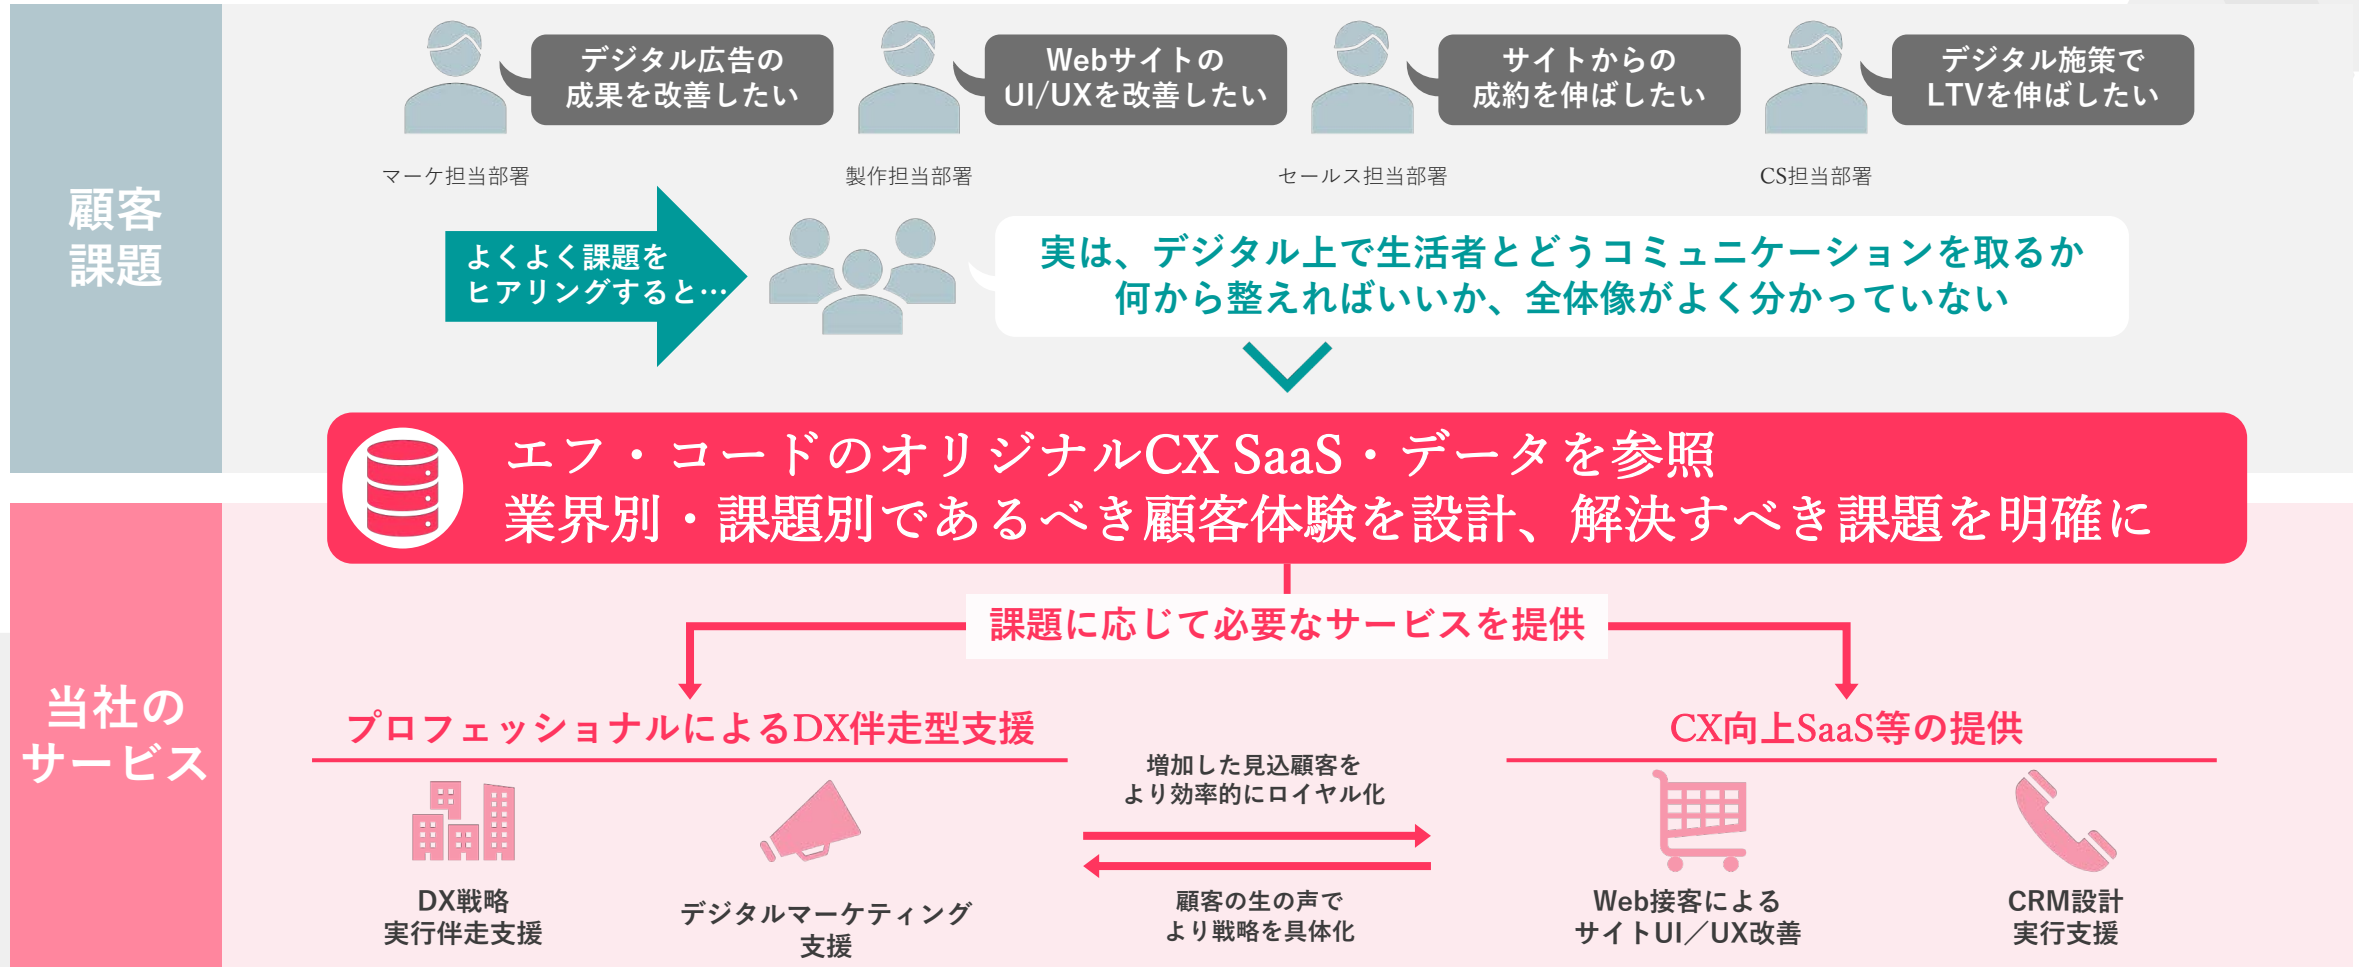 顧客
課題
デジタル広告の
成果を改善したい
Webサイトの
UI/UXを改善したい
サイトからの
成約を伸ばしたい
デジタル施策で
LTVを伸ばしたい
マーケ担当部署
製作担当部署
セールス担当部署
CS担当部署
よくよく課題を
ヒアリングすると…
実は、デジタル上で生活者とどうコミュニケーションを取るか
何から整えればいいか、全体像がよく分かっていない
エフ・コードのオリジナルCX SaaS・データを参照
業界別・課題別であるべき顧客体験を設計、解決すべき課題を明確に
当社の
サービス
課題に応じて必要なサービスを提供
プロフェッショナルによるDX伴走型支援
DX戦略
実行伴走支援
デジタルマーケティング
支援
増加した見込顧客を
より効率的にロイヤル化
顧客の生の声で
より戦略を具体化
CX向上SaaS等の提供
Web接客による
サイトUI／UX改善
CRM設計
実行支援